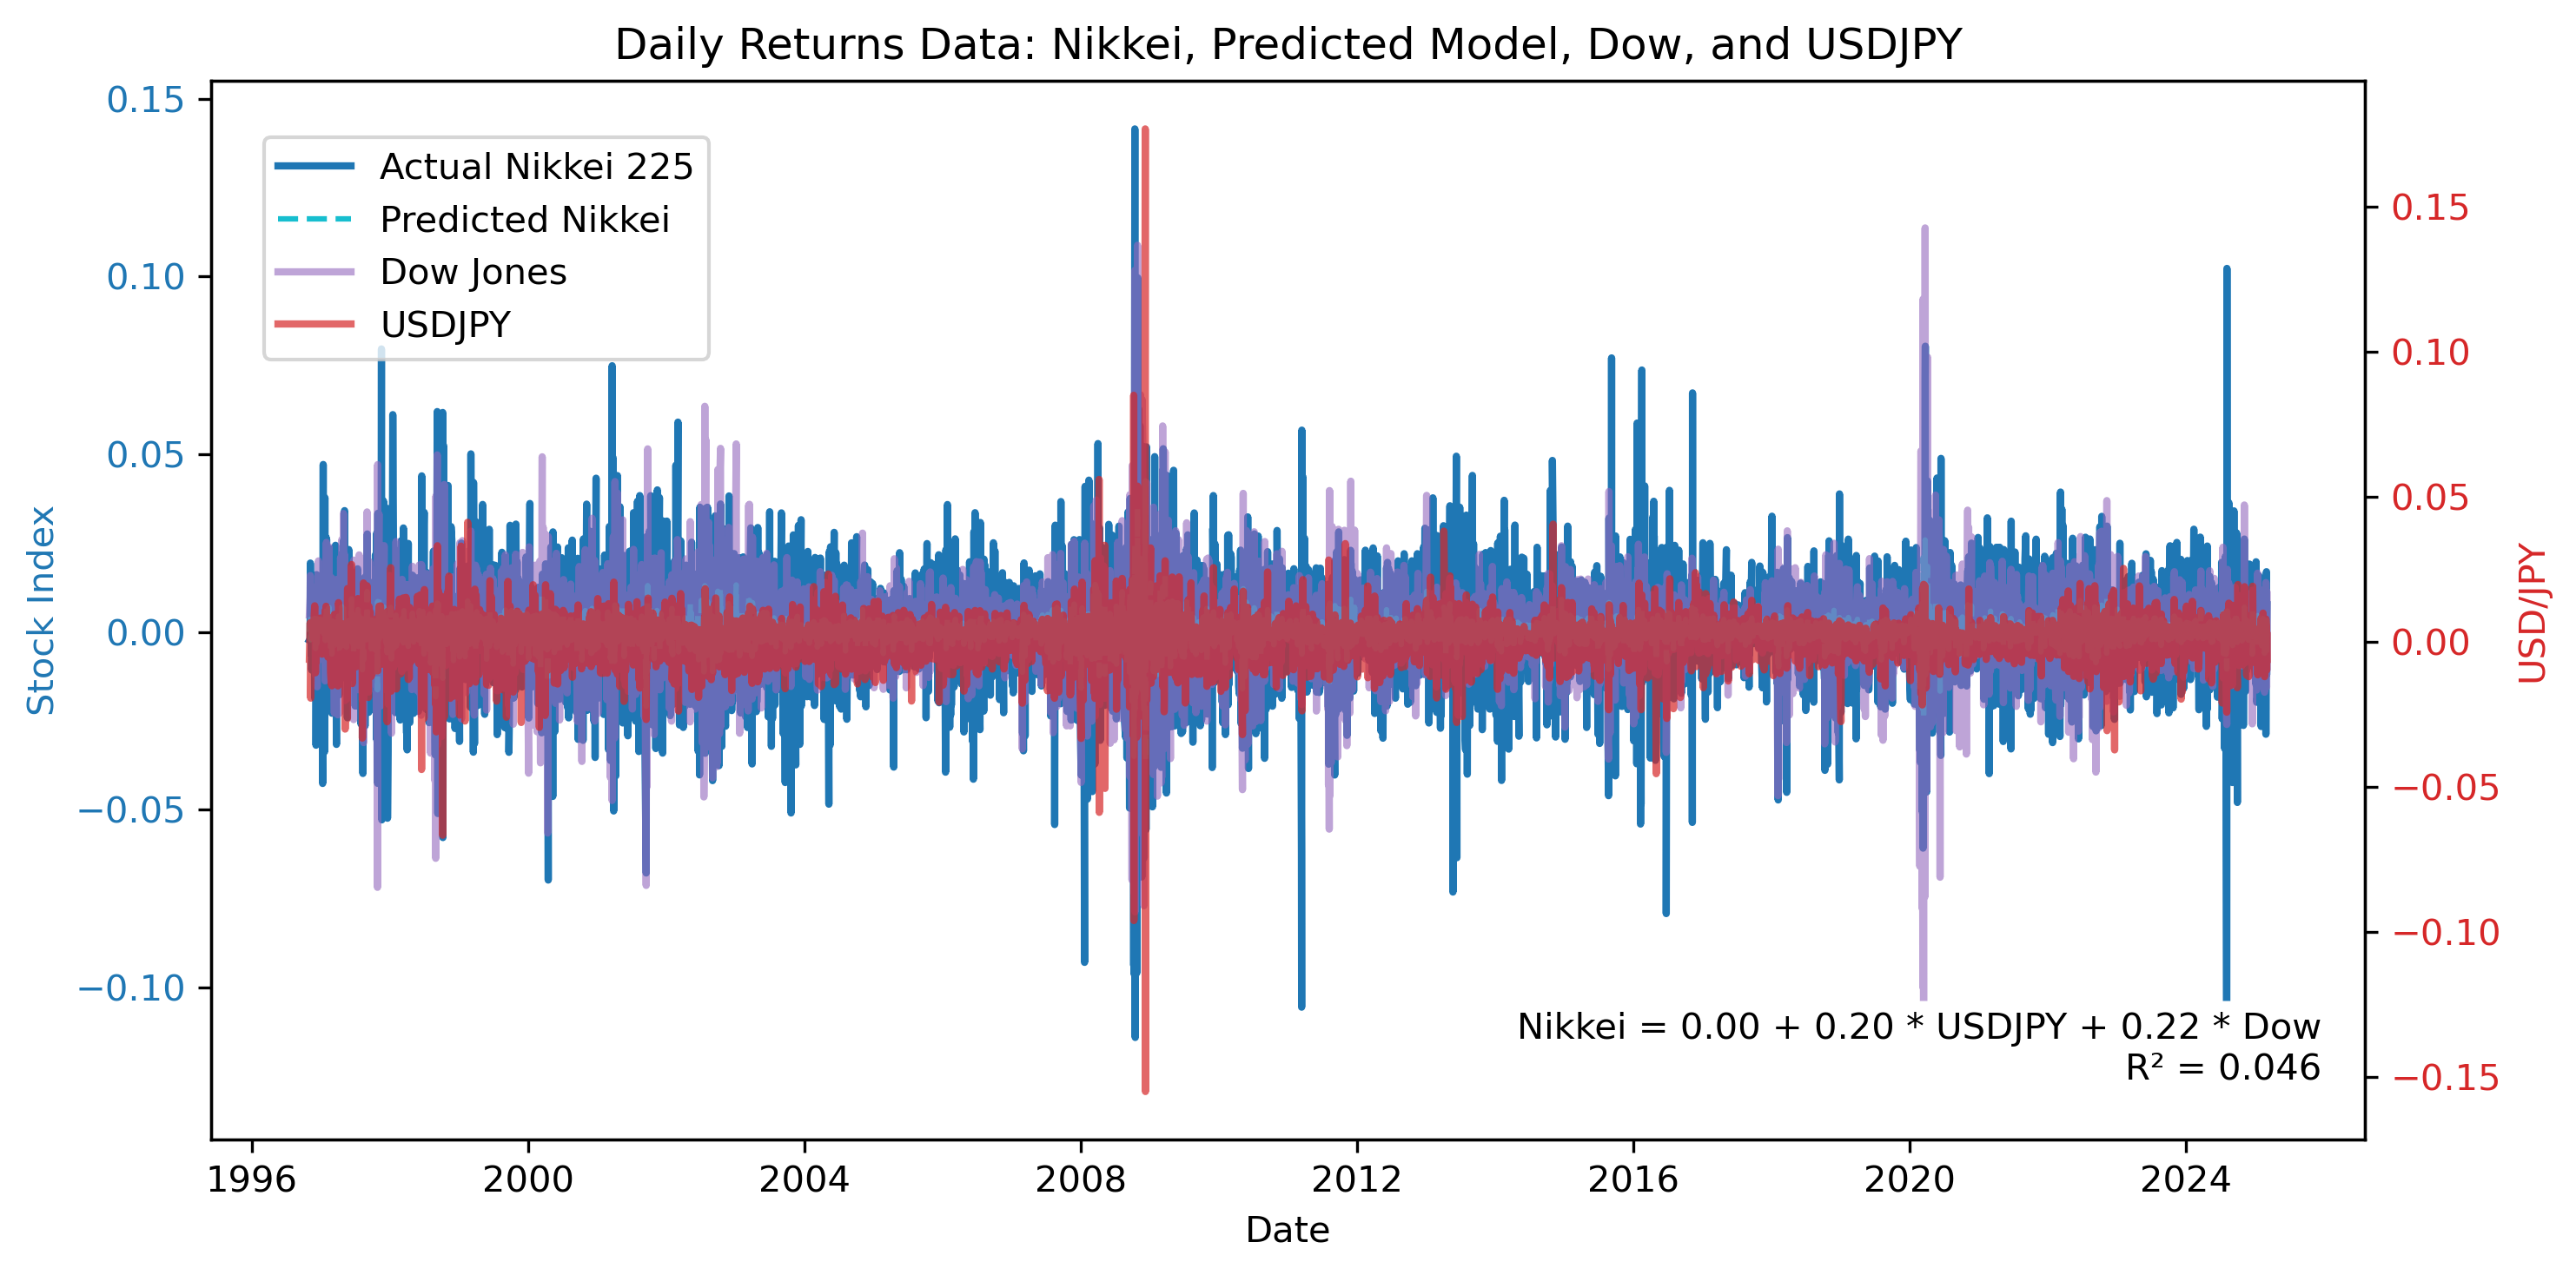 Daily Returns Data: Nikkei, Predicted Model, Dow, and USDJPY
0.15
0.10
0.05
0.00
−0.05
−0.10
Stock Index
Actual Nikkei 225
Predicted Nikkei
Dow Jones
USDJPY
0.15
0.10
0.05
0.00
−0.05
−0.10
−0.15
USD/JPY
Nikkei = 0.00 + 0.20 * USDJPY + 0.22 * Dow
R² = 0.046
1996
2000
2004
2008
2012
2016
2020
2024
Date